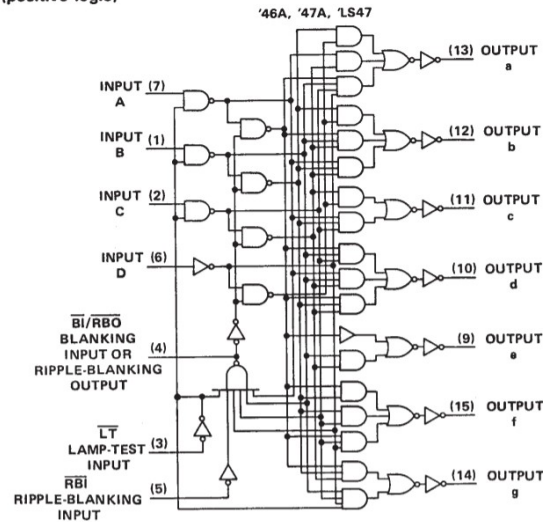 (positive logic)
'46A, '47A, 'LS47
(13) OUTPUT a
INPUT A (7)
INPUT B (1)
(12) OUTPUT b
INPUT C (2)
(11) OUTPUT c
INPUT D (6)
(10) OUTPUT d
BI/RBO
BLANKING (4)
INPUT OR
RIPPLE-BLANKING
OUTPUT
(9) OUTPUT e
LT
LAMP-TEST (3)
INPUT
(15) OUTPUT f
RBI
RIPPLE-BLANKING (5)
INPUT
(14) OUTPUT g